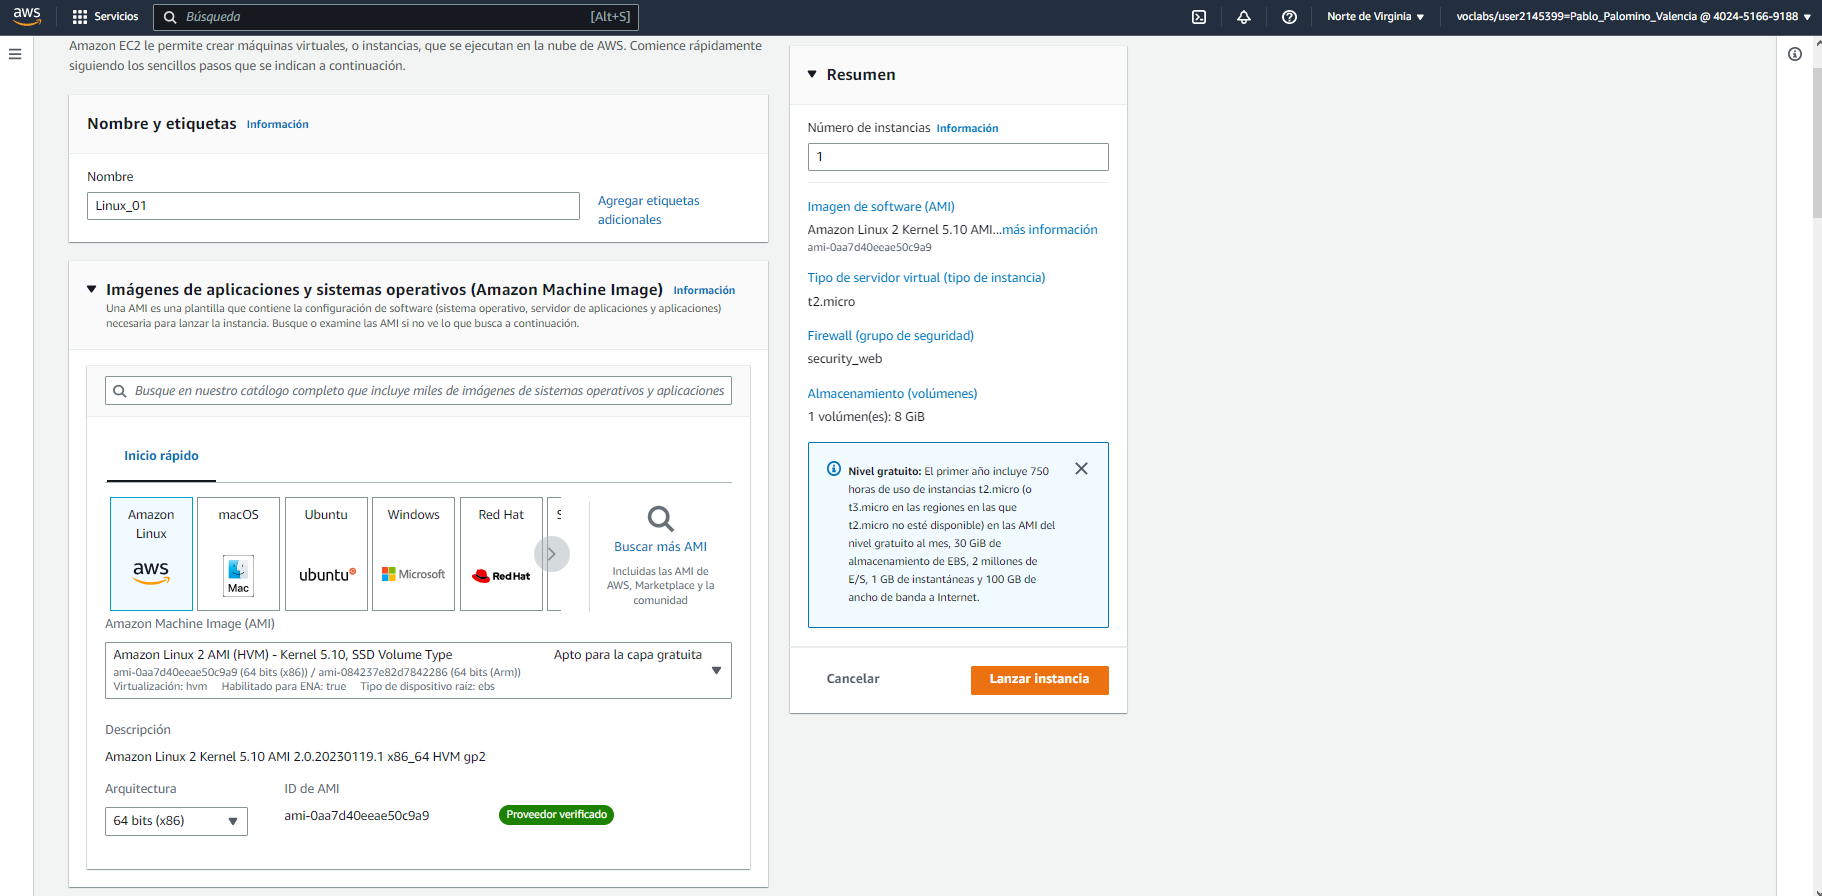 aws
Servicios
Búsqueda
[Alt+S]
Norte de Virginia
voclabs/user2145399=Pablo_Palomino_Valencia @ 4024-5166-9188
Amazon EC2 le permite crear máquinas virtuales, o instancias, que se ejecutan en la nube de AWS. Comience rápidamente
siguiendo los sencillos pasos que se indican a continuación.
Nombre y etiquetas Información
Nombre
Linux_01
Agregar etiquetas
adicionales
Imágenes de aplicaciones y sistemas operativos (Amazon Machine Image) Información
Una AMI es una plantilla que contiene la configuración de software (sistema operativo, servidor de aplicaciones y aplicaciones)
necesaria para lanzar la instancia. Busque o examine las AMI si no ve lo que busca a continuación.
Busque en nuestro catálogo completo que incluye miles de imágenes de sistemas operativos y aplicaciones
Inicio rápido
Amazon
Linux
aws
macOS
Mac
Ubuntu
ubuntu
Windows
Microsoft
Red Hat
Red Hat
S
Buscar más AMI
Incluidas las AMI de
AWS, Marketplace y la
comunidad
Amazon Machine Image (AMI)
Amazon Linux 2 AMI (HVM) - Kernel 5.10, SSD Volume Type
Apto para la capa gratuita
ami-0aa7d40eeae50c9a9 (64 bits (x86)) / ami-084237e82d7842286 (64 bits (Arm))
Virtualización: hvm Habilitado para ENA: true Tipo de dispositivo raíz: ebs
Descripción
Amazon Linux 2 Kernel 5.10 AMI 2.0.20230119.1 x86_64 HVM gp2
Arquitectura
64 bits (x86)
ID de AMI
ami-0aa7d40eeae50c9a9
Proveedor verificado
Resumen
Número de instancias Información
1
Imagen de software (AMI)
Amazon Linux 2 Kernel 5.10 AMI...más información
ami-0aa7d40eeae50c9a9
Tipo de servidor virtual (tipo de instancia)
t2.micro
Firewall (grupo de seguridad)
security_web
Almacenamiento (volúmenes)
1 volúmen(es): 8 GiB
Nivel gratuito: El primer año incluye 750
horas de uso de instancias t2.micro (o
t3.micro en las regiones en las que
t2.micro no esté disponible) en las AMI del
nivel gratuito al mes, 30 GiB de
almacenamiento de EBS, 2 millones de
E/S, 1 GB de instantáneas y 100 GB de
ancho de banda a Internet.
Cancelar
Lanzar instancia